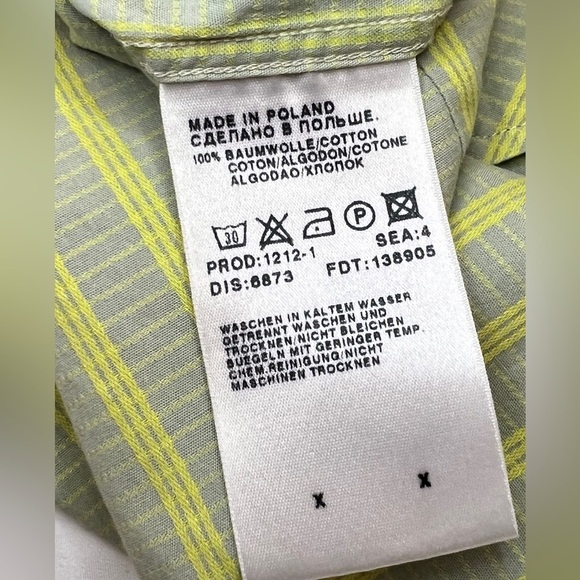 MADE IN POLAND
СДЕЛАНО В ПОЛЬШЕ.
100% BAUMWOLLE/COTTON
COTON/ALGODON/COTONE
ALGODAO/ХЛОПОК
30 P
PROD:1212-1 SEA:4
DIS:6873 FDT:138905
WASCHEN IN KALTEM WASSER
GETRENNT WASCHEN UND
TROCKNEN/NICHT BLEICHEN
BUEGELN MIT GERINGER TEMP.
CHEM.REINIGUNG/NICHT
MASCHINEN TROCKNEN
X X